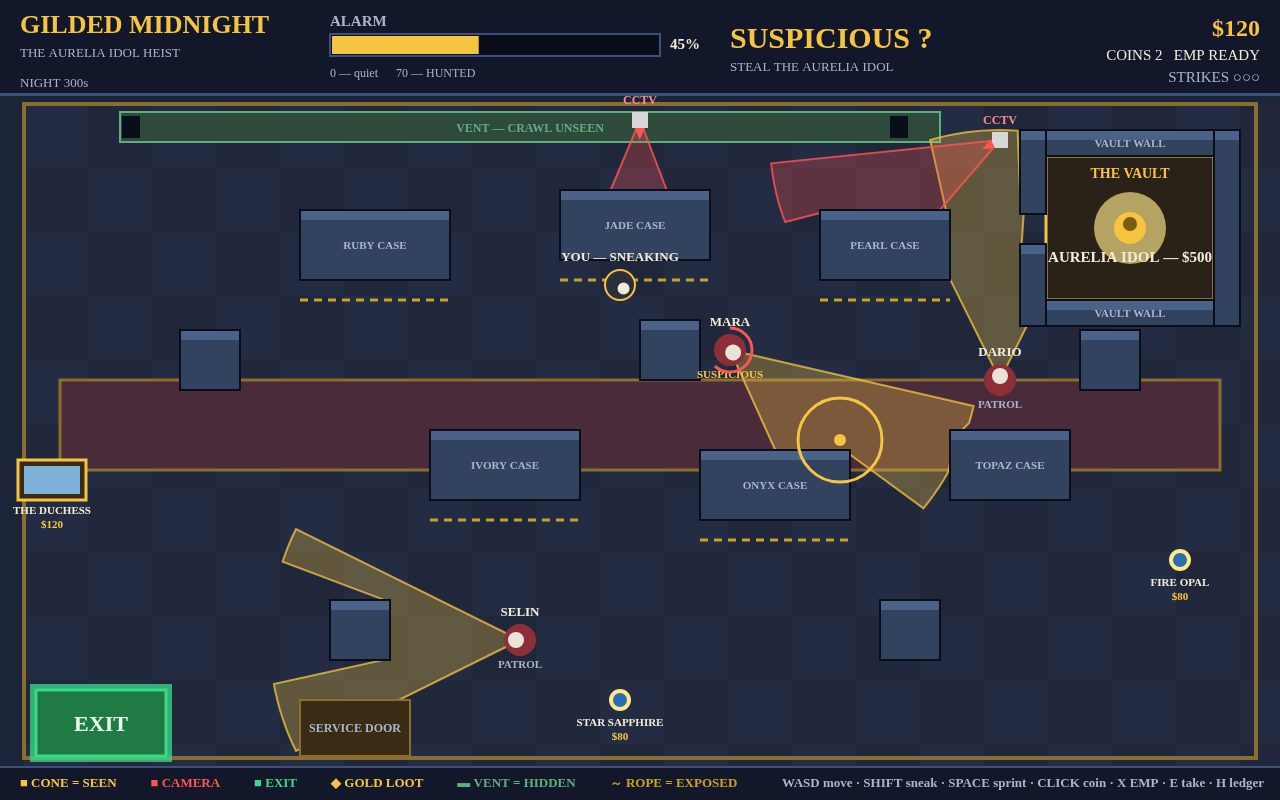 GILDED MIDNIGHT
THE AURELIA IDOL HEIST
NIGHT 300s
ALARM
45%
0 — quiet 70 — HUNTED
SUSPICIOUS ?
STEAL THE AURELIA IDOL
$120
COINS 2 EMP READY
STRIKES ○○○
CCTV
VENT — CRAWL UNSEEN
CCTV
VAULT WALL
THE VAULT
RUBY CASE
JADE CASE
PEARL CASE
YOU — SNEAKING
AURELIA IDOL — $500
VAULT WALL
MARA
SUSPICIOUS
DARIO
PATROL
IVORY CASE
ONYX CASE
TOPAZ CASE
THE DUCHESS
$120
FIRE OPAL
$80
SELIN
PATROL
EXIT
SERVICE DOOR
STAR SAPPHIRE
$80
■ CONE = SEEN ■ CAMERA ■ EXIT ◆ GOLD LOOT ▬ VENT = HIDDEN ~ ROPE = EXPOSED WASD move · SHIFT sneak · SPACE sprint · CLICK coin · X EMP · E take · H ledger